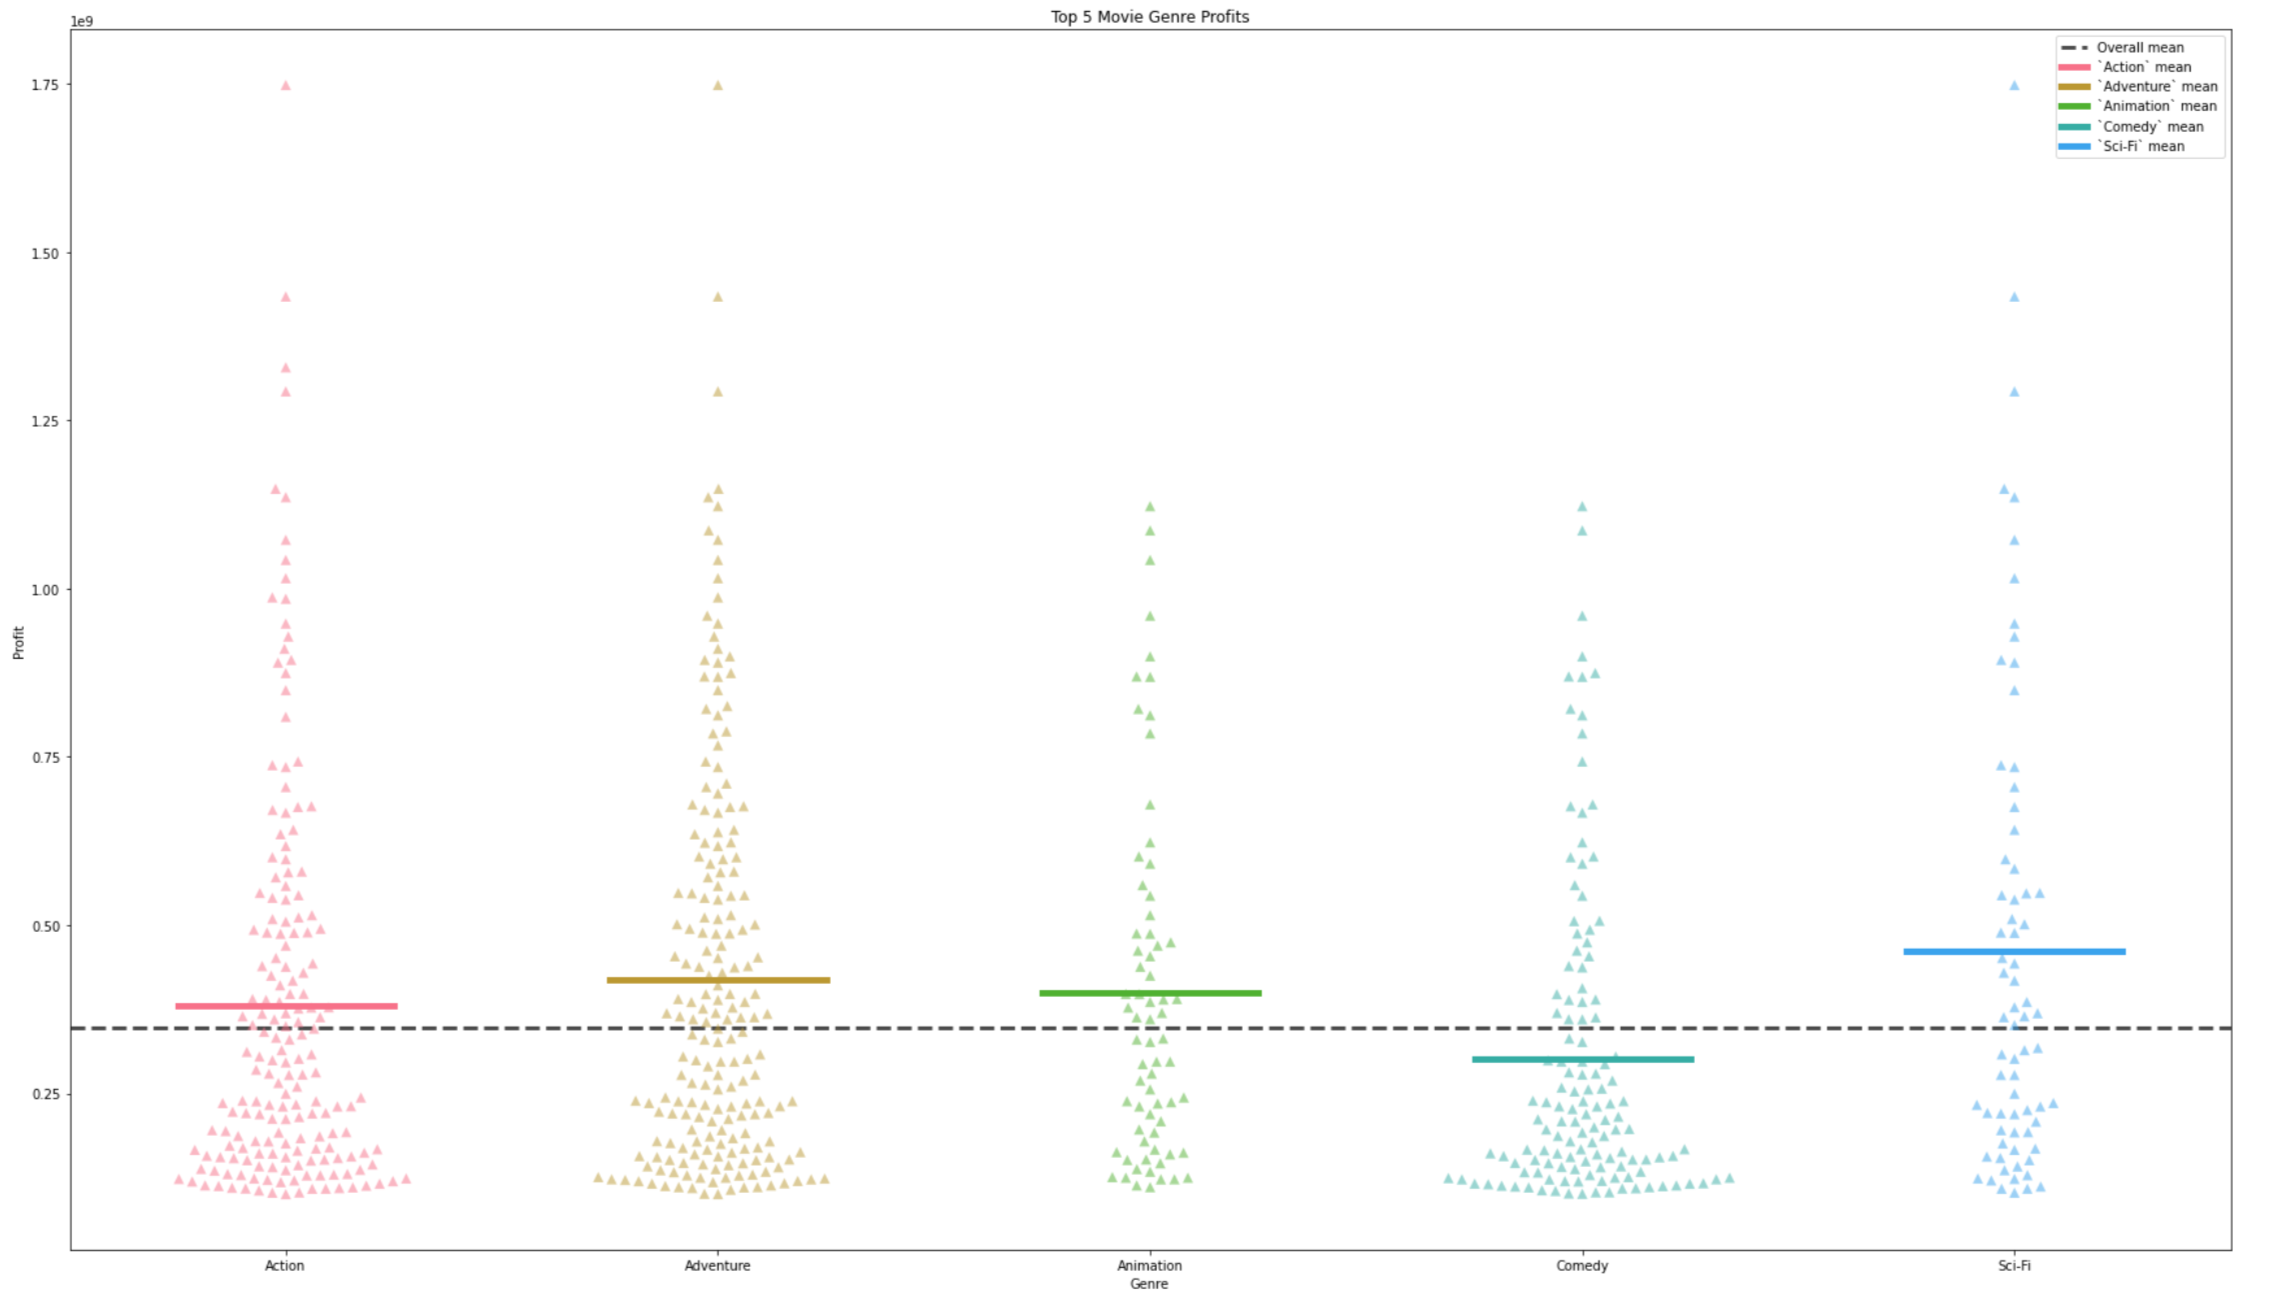 Top 5 Movie Genre Profits
1e9
Overall mean
`Action` mean
`Adventure` mean
`Animation` mean
`Comedy` mean
`Sci-Fi` mean
1.75
1.50
1.25
1.00
0.75
0.50
0.25
Profit
Action
Adventure
Animation
Comedy
Sci-Fi
Genre